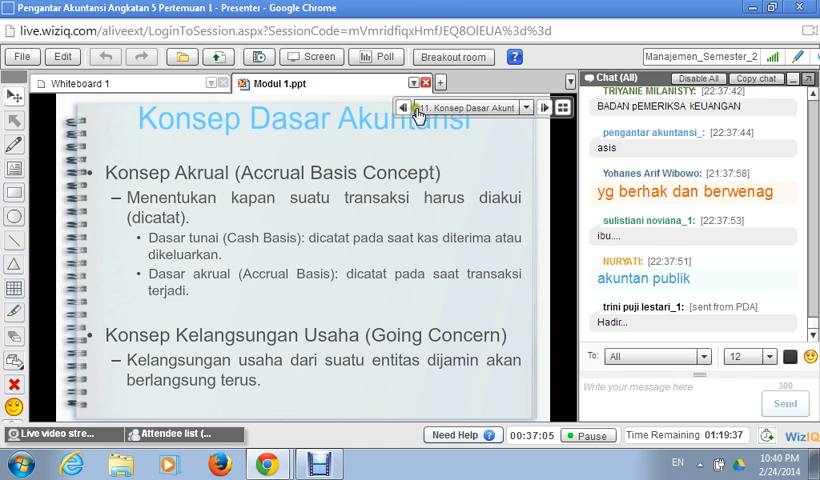 Pengantar Akuntansi Angkatan 5 Pertemuan 1 - Presenter - Google Chrome
live.wiziq.com/aliveext/LoginToSession.aspx?SessionCode=mVmridfiqxHmfJEQ8OlEUA%3d%3d
Live. Edit. Screen Poll Breakout room ? Manajemen_Semester_2
Whiteboard 1 Modul 1.ppt + Chat (All) Disable All Copy chat
11. Konsep Dasar Akunt
Konsep Dasar Akuntansi
• Konsep Akrual (Accrual Basis Concept)
– Menentukan kapan suatu transaksi harus diakui
(dicatat).
• Dasar tunai (Cash Basis): dicatat pada saat kas diterima atau
dikeluarkan.
• Dasar akrual (Accrual Basis): dicatat pada saat transaksi
terjadi.
• Konsep Kelangsungan Usaha (Going Concern)
– Kelangsungan usaha dari suatu entitas dijamin akan
berlangsung terus.
TRIYANIE MILANISTY: [22:37:42]
BADAN pEMERIKSA kEUANGAN
pengantar akuntansi_: [22:37:44]
asis
Yohanes Arif Wibowo: [21:37:58]
yg berhak dan berwenag
sulistiani noviana_1: [22:37:53]
ibu....
NURYATI: [22:37:51]
akuntan publik
trini puji lestari_1: [sent from PDA]
Hadir...
To: All 12
Write your message here. 300
Send
Live video stre... Attendee list (... Need Help ? 00:37:05 Pause Time Remaining 01:19:37 WizIQ
EN 10:40 PM
2/24/2014